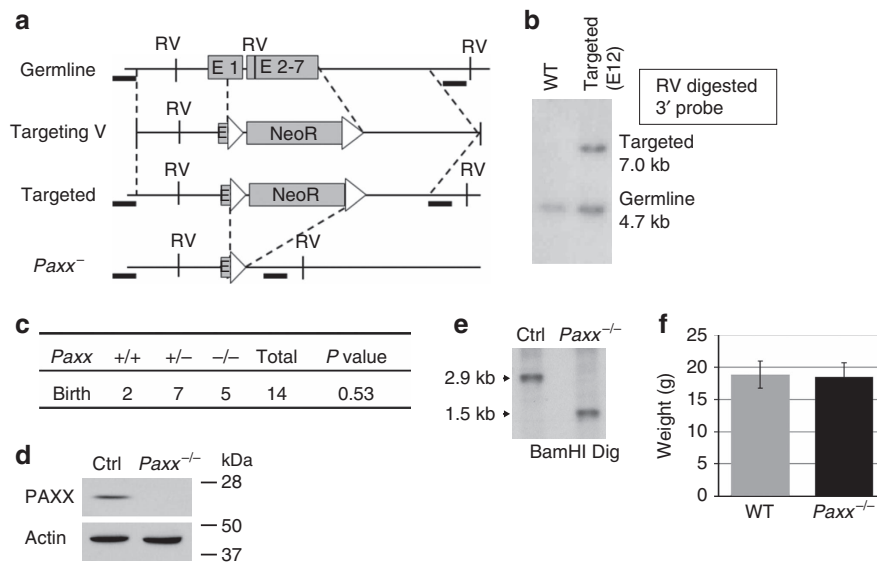 a
RV RV RV
Germline E 1 E 2-7
RV
Targeting V E NeoR
RV RV
Targeted E NeoR
RV RV
Paxx⁻ E
b
WT
Targeted
(E12)
RV digested
3′ probe
Targeted
7.0 kb
Germline
4.7 kb
c
Paxx +/+ +/− −/− Total P value
Birth 2 7 5 14 0.53
d
Ctrl Paxx⁻/⁻ kDa
28
PAXX
50
Actin
37
e
Ctrl Paxx⁻/⁻
2.9 kb
1.5 kb
BamHI Dig
f
25
20
15
10
5
0
Weight (g)
WT Paxx⁻/⁻